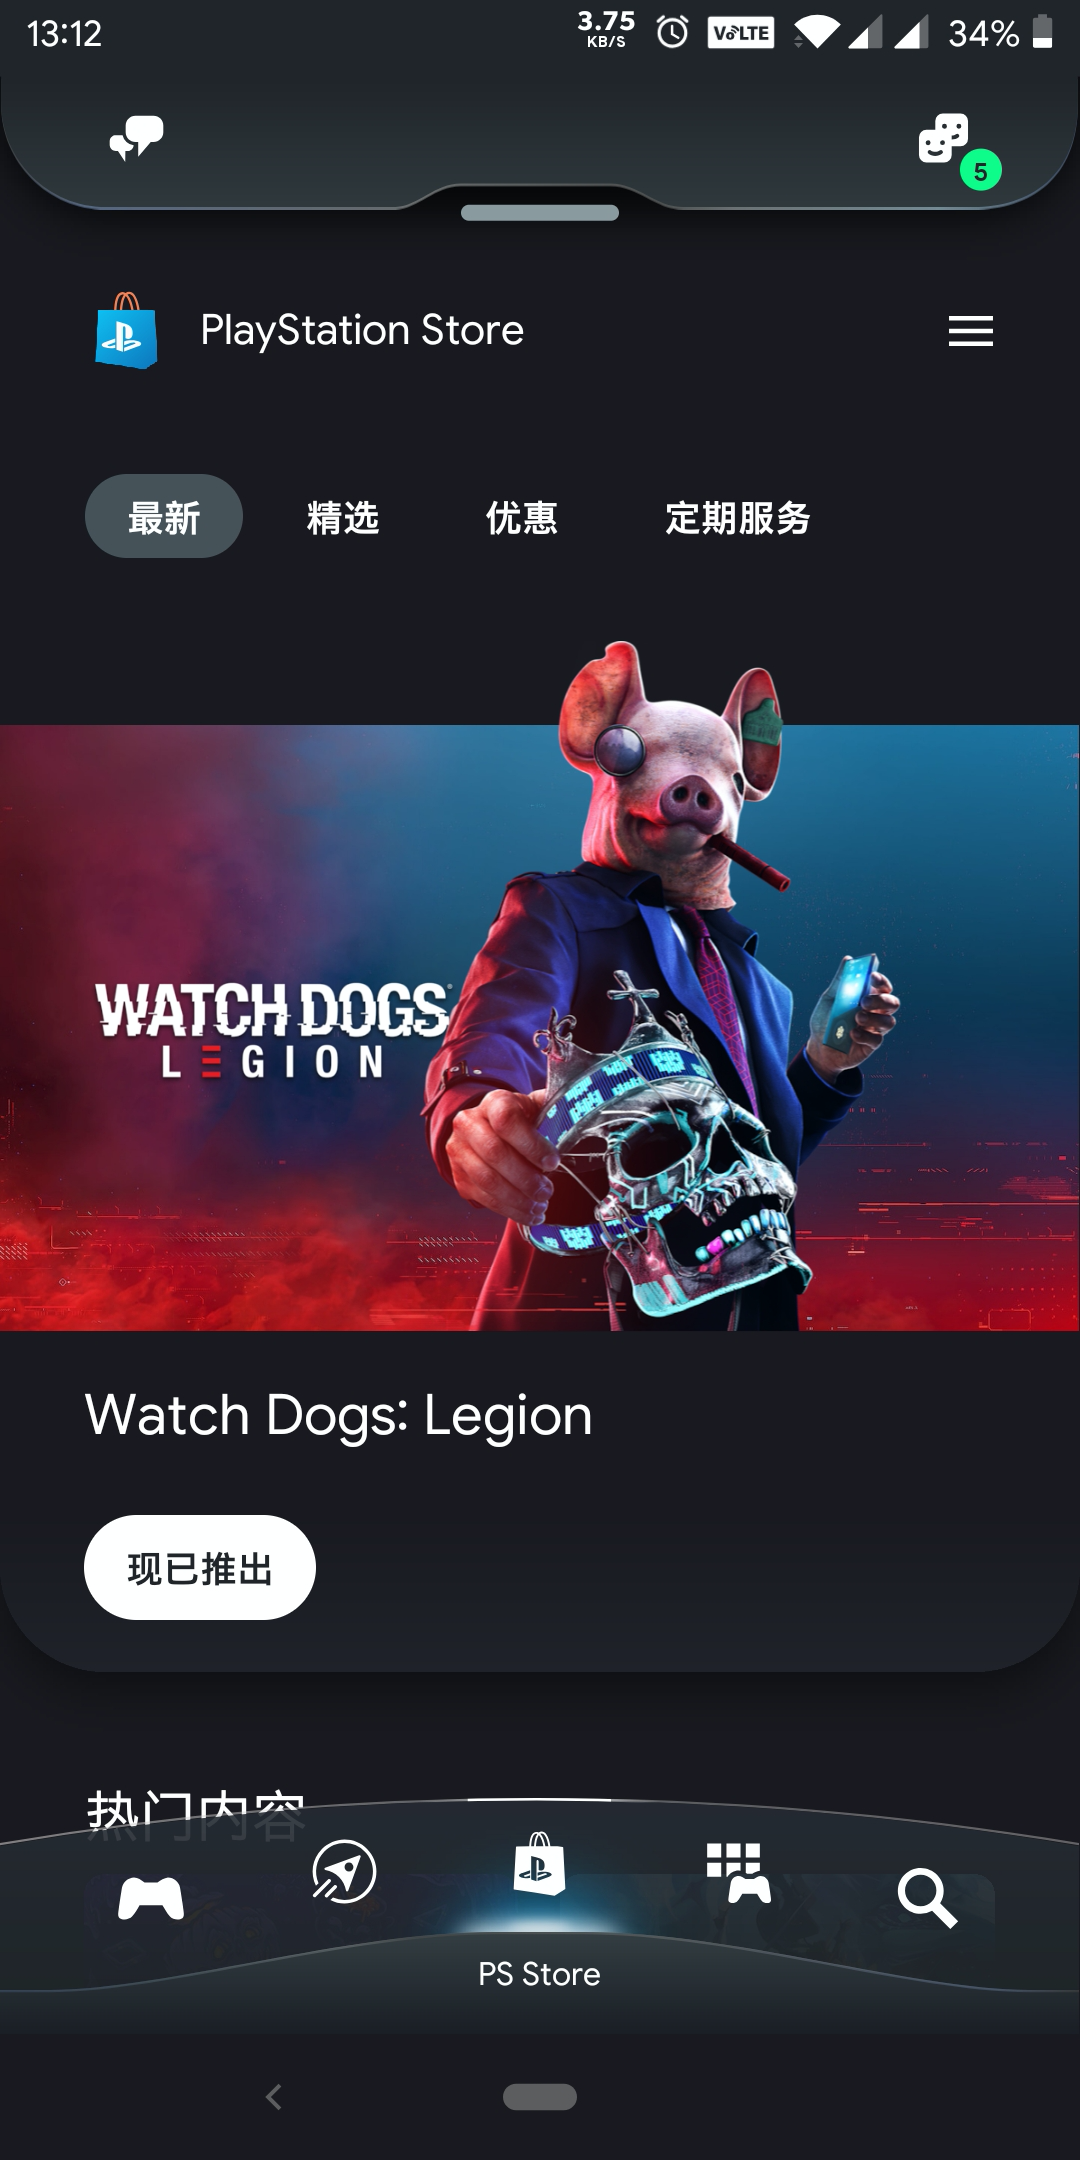 13:12
3.75
KB/S
VoLTE
34%
5
PlayStation Store
最新
精选
优惠
定期服务
WATCH DOGS
LEGION
Watch Dogs: Legion
现已推出
热门内容
PS Store